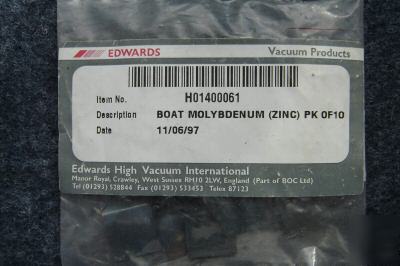 EDWARDS Vacuum Products
Item No. H01400061
Description BOAT MOLYBDENUM (ZINC) PK OF10
Date 11/06/97
Edwards High Vacuum International
Manor Royal, Crawley, West Sussex RH10 2LW, England (Part of BOC Ltd)
Tel (01293) 528844 Fax (01293) 533453 Telex 87123